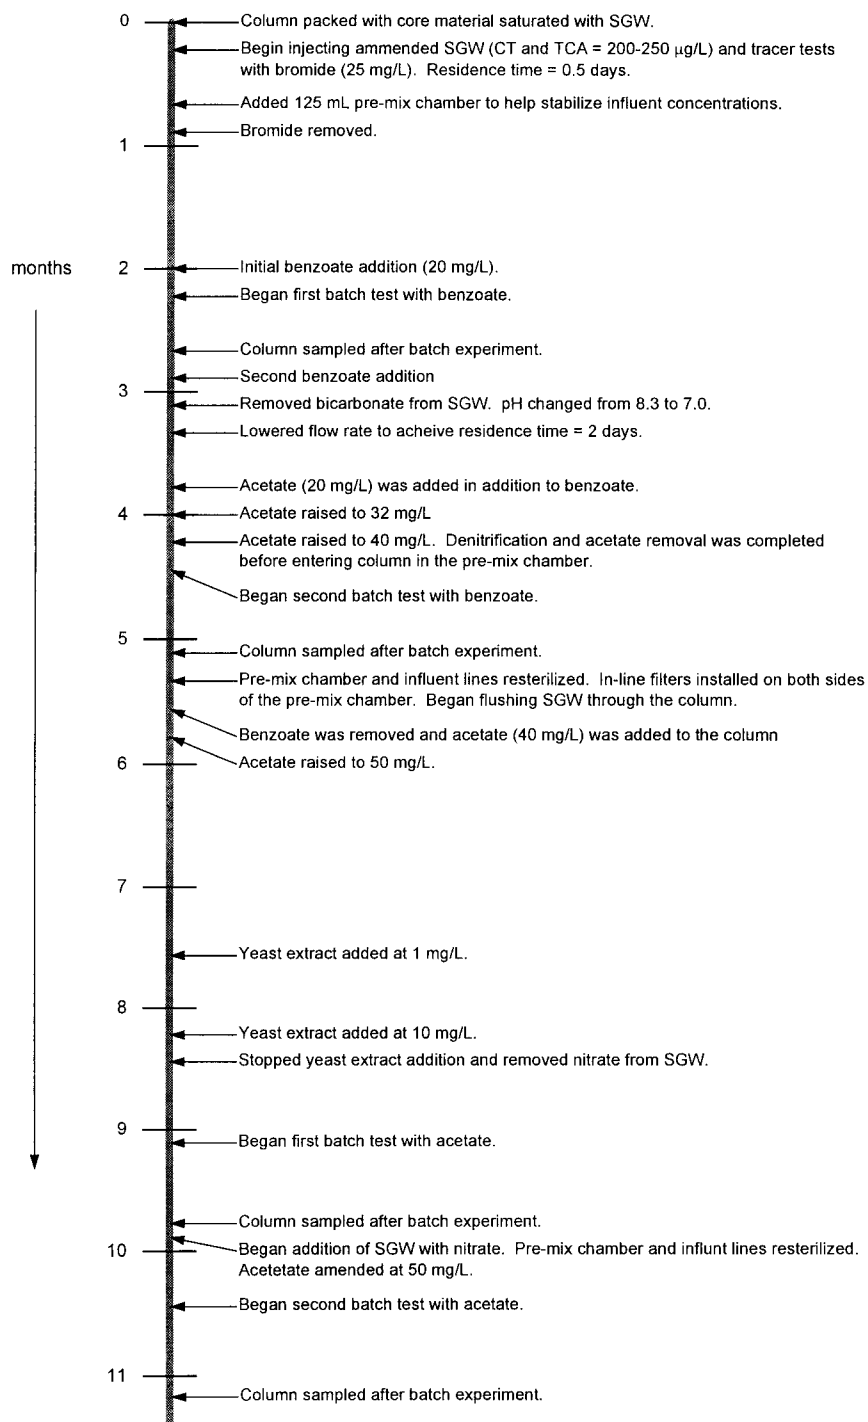 0
Column packed with core material saturated with SGW.
Begin injecting ammended SGW (CT and TCA = 200-250 µg/L) and tracer tests
with bromide (25 mg/L).  Residence time = 0.5 days.
Added 125 mL pre-mix chamber to help stabilize influent concentrations.
Bromide removed.
1
months
2
Initial benzoate addition (20 mg/L).
Began first batch test with benzoate.
Column sampled after batch experiment.
Second benzoate addition
3
Removed bicarbonate from SGW.  pH changed from 8.3 to 7.0.
Lowered flow rate to acheive residence time = 2 days.
Acetate (20 mg/L) was added in addition to benzoate.
4
Acetate raised to 32 mg/L
Acetate raised to 40 mg/L.  Denitrification and acetate removal was completed
before entering column in the pre-mix chamber.
Began second batch test with benzoate.
5
Column sampled after batch experiment.
Pre-mix chamber and influent lines resterilized.  In-line filters installed on both sides
of the pre-mix chamber.  Began flushing SGW through the column.
Benzoate was removed and acetate (40 mg/L) was added to the column
6
Acetate raised to 50 mg/L.
7
Yeast extract added at 1 mg/L.
8
Yeast extract added at 10 mg/L.
Stopped yeast extract addition and removed nitrate from SGW.
9
Began first batch test with acetate.
Column sampled after batch experiment.
10
Began addition of SGW with nitrate.  Pre-mix chamber and influnt lines resterilized.
Acetetate amended at 50 mg/L.
Began second batch test with acetate.
11
Column sampled after batch experiment.